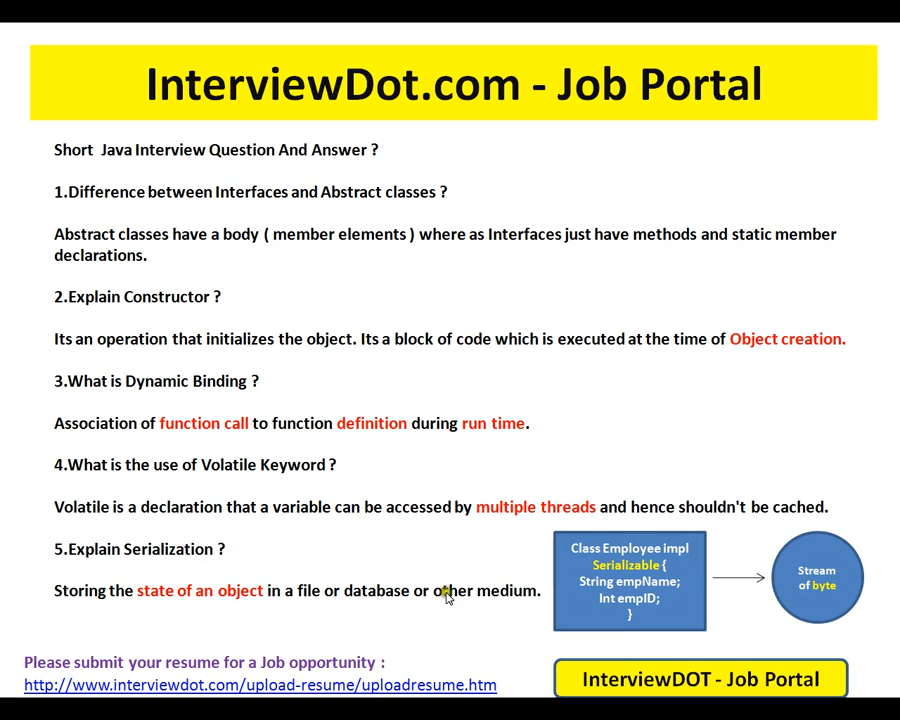 InterviewDot.com - Job Portal
Short Java Interview Question And Answer ?
1.Difference between Interfaces and Abstract classes ?
Abstract classes have a body ( member elements ) where as Interfaces just have methods and static member
declarations.
2.Explain Constructor ?
Its an operation that initializes the object. Its a block of code which is executed at the time of Object creation.
3.What is Dynamic Binding ?
Association of function call to function definition during run time.
4.What is the use of Volatile Keyword ?
Volatile is a declaration that a variable can be accessed by multiple threads and hence shouldn't be cached.
5.Explain Serialization ?
Storing the state of an object in a file or database or other medium.
Class Employee impl
Serializable {
String empName;
Int empID;
}
Stream
of byte
Please submit your resume for a Job opportunity :
http://www.interviewdot.com/upload-resume/uploadresume.htm
InterviewDOT - Job Portal